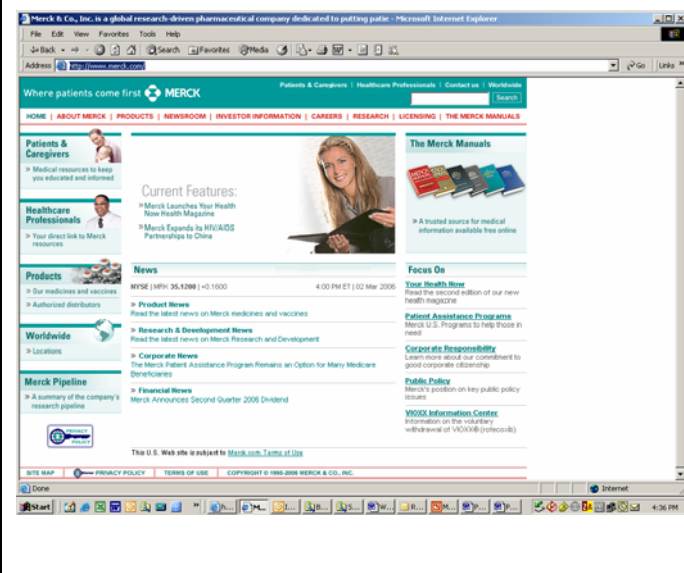 Merck & Co., Inc. is a global research-driven pharmaceutical company dedicated to putting patie - Microsoft Internet Explorer
File Edit View Favorites Tools Help
Back Search Favorites Media
Address http://www.merck.com/ Go Links »
Where patients come first MERCK
Patients & Caregivers | Healthcare Professionals | Contact us | Worldwide
Search
HOME | ABOUT MERCK | PRODUCTS | NEWSROOM | INVESTOR INFORMATION | CAREERS | RESEARCH | LICENSING | THE MERCK MANUALS
Patients &
Caregivers
» Medical resources to keep
you educated and informed
Healthcare
Professionals
» Your direct link to Merck
resources
Products
» Our medicines and vaccines
» Authorized distributors
Worldwide
» Locations
Merck Pipeline
» A summary of the company's
research pipeline
PRIVACY
POLICY
Current Features:
» Merck Launches Your Health
Now Health Magazine
» Merck Expands its HIV/AIDS
Partnerships to China
News
NYSE | MRK 35.1200 | +0.1600 4:00 PM ET | 02 Mar 2006
» Product News
Read the latest news on Merck medicines and vaccines
» Research & Development News
Read the latest news on Merck Research and Development
» Corporate News
The Merck Patient Assistance Program Remains an Option for Many Medicare
Beneficiaries
» Financial News
Merck Announces Second Quarter 2006 Dividend
This U.S. Web site is subject to Merck.com Terms of Use
The Merck Manuals
» A trusted source for medical
information available free online
Focus On
Your Health Now
Read the second edition of our new
health magazine
Patient Assistance Programs
Merck U.S. Programs to help those in
need
Corporate Responsibility
Learn more about our commitment to
good corporate citizenship
Public Policy
Merck's position on key public policy
issues
VIOXX Information Center
Information on the voluntary
withdrawal of VIOXX® (rofecoxib)
SITE MAP PRIVACY POLICY | TERMS OF USE | COPYRIGHT © 1995-2006 MERCK & CO., INC.
Done Internet
Start » h... M... I... B... S... W... R... M... P... P... 4:36 PM